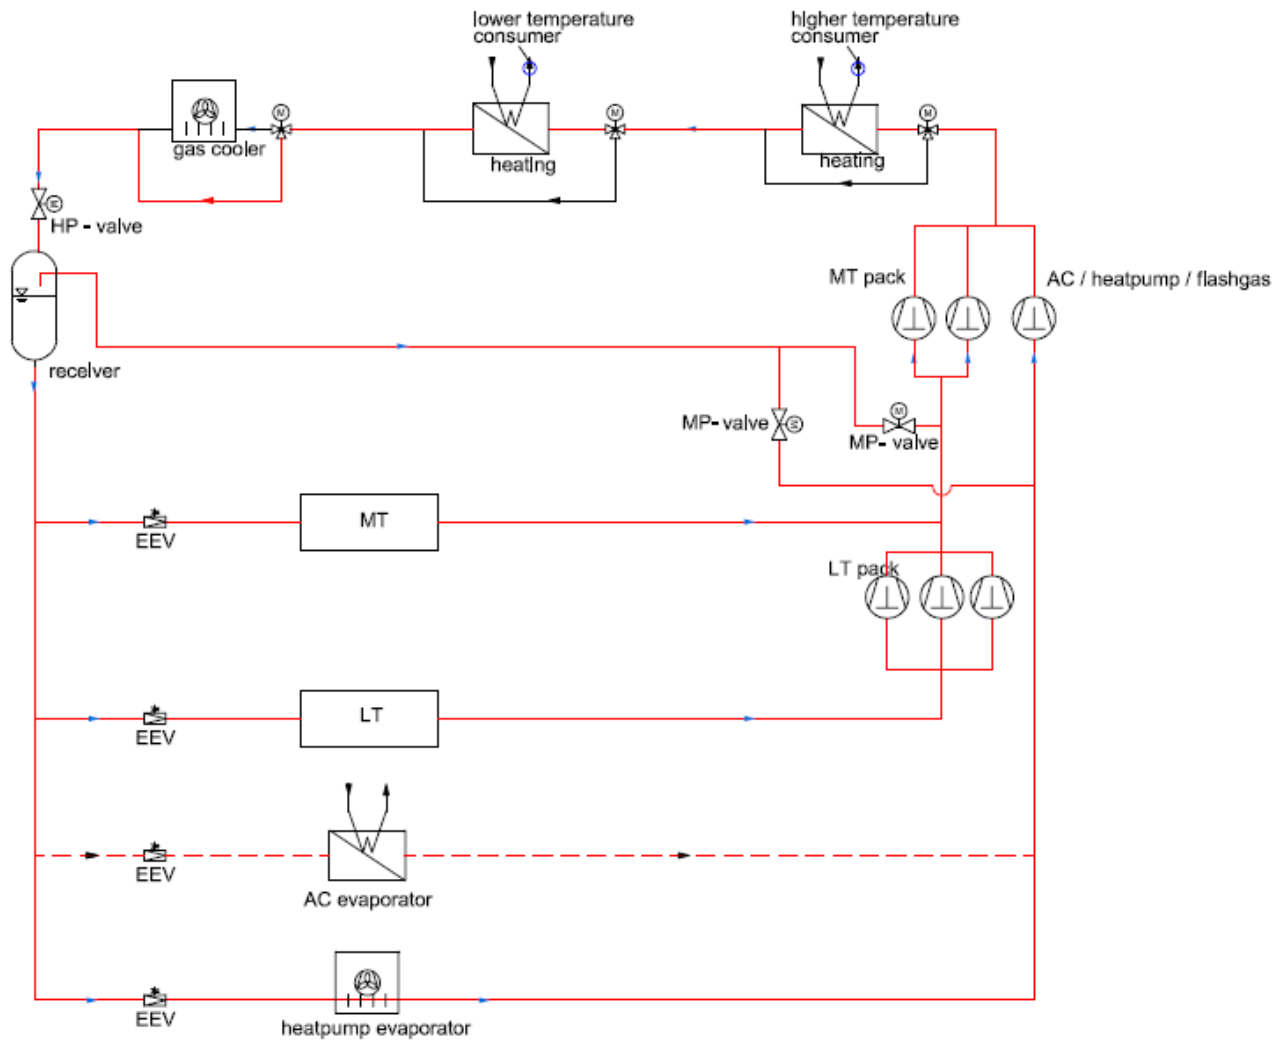 lower temperature
consumer
higher temperature
consumer
M
M
M
gas cooler
heating
heating
M
HP - valve
MT pack
AC / heatpump / flashgas
receiver
M
MP- valve
M
MP- valve
MT
EEV
LT pack
LT
EEV
EEV
AC evaporator
EEV
heatpump evaporator